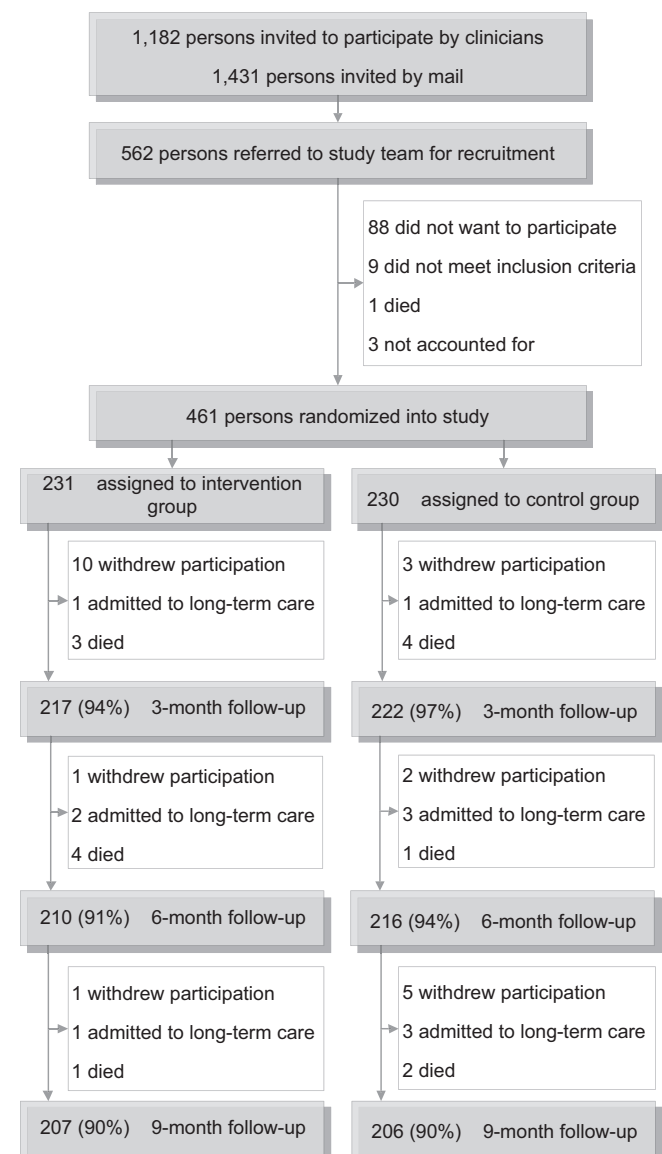 1,182 persons invited to participate by clinicians
1,431 persons invited by mail
562 persons referred to study team for recruitment
88 did not want to participate
9 did not meet inclusion criteria
1 died
3 not accounted for
461 persons randomized into study
231 assigned to intervention
group
230 assigned to control group
10 withdrew participation
1 admitted to long-term care
3 died
3 withdrew participation
1 admitted to long-term care
4 died
217 (94%) 3-month follow-up
222 (97%) 3-month follow-up
1 withdrew participation
2 admitted to long-term care
4 died
2 withdrew participation
3 admitted to long-term care
1 died
210 (91%) 6-month follow-up
216 (94%) 6-month follow-up
1 withdrew participation
1 admitted to long-term care
1 died
5 withdrew participation
3 admitted to long-term care
2 died
207 (90%) 9-month follow-up
206 (90%) 9-month follow-up